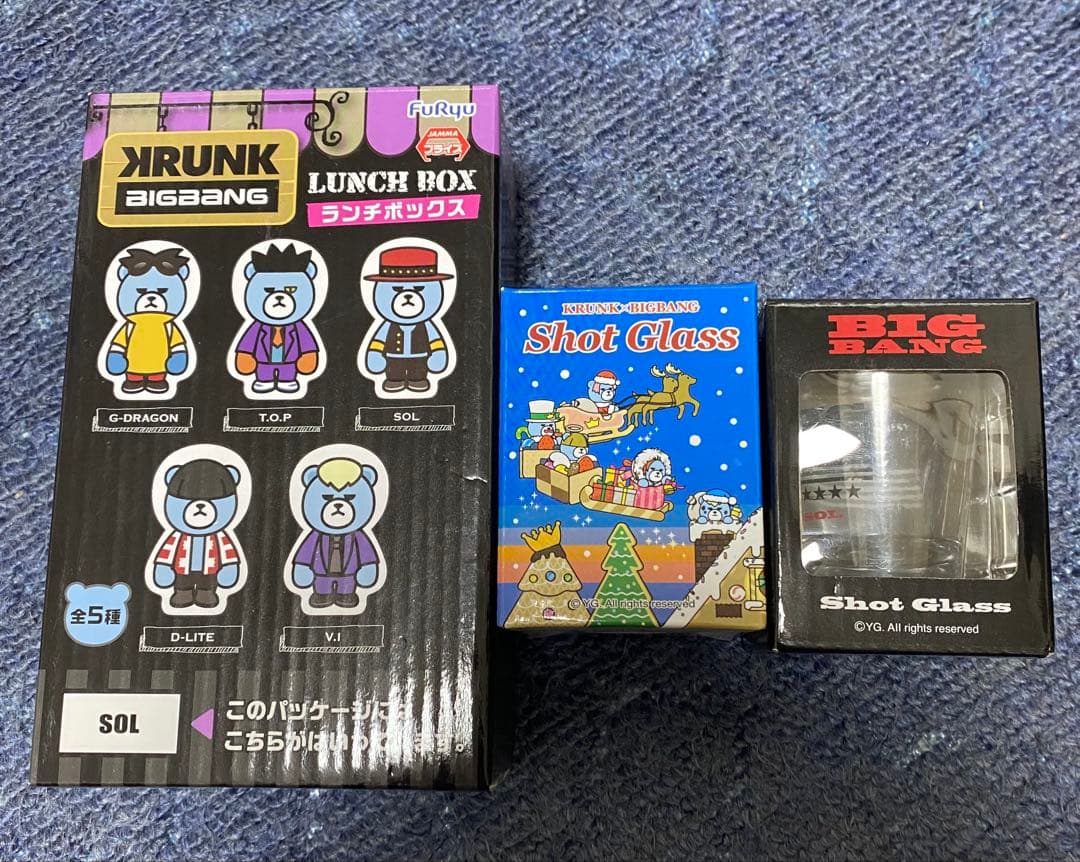 FuRyu
JAMMA
プライズ
KRUNK
BIGBANG
LUNCH BOX
ランチボックス
G-DRAGON
T.O.P
SOL
D-LITE
V.I
全5種
SOL
このパッケージには
こちらがはいっています。
KRUNK×BIGBANG
Shot Glass
© YG. All rights reserved
BIG
BANG
SOL
Shot Glass
©YG. All rights reserved